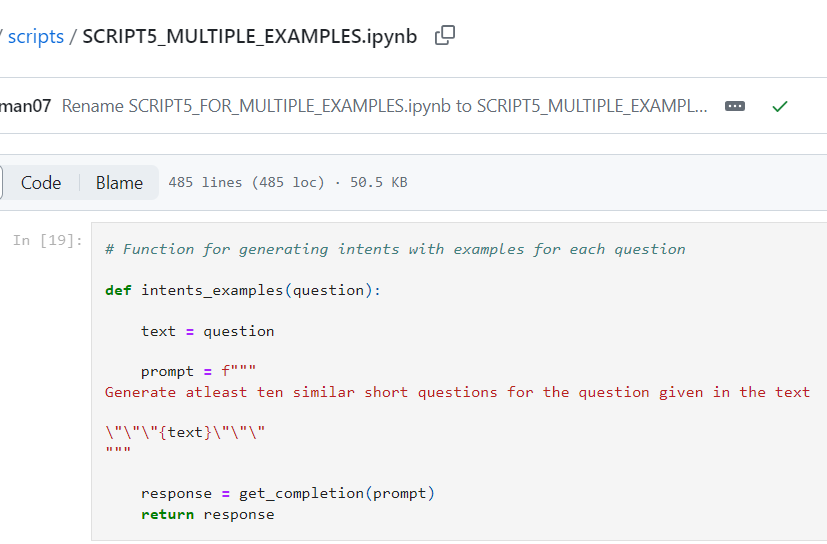 / scripts / SCRIPT5_MULTIPLE_EXAMPLES.ipynb
man07 Rename SCRIPT5_FOR_MULTIPLE_EXAMPLES.ipynb to SCRIPT5_MULTIPLE_EXAMPL...
Code Blame 485 lines (485 loc) · 50.5 KB
In [19]:
# Function for generating intents with examples for each question
def intents_examples(question):
text = question
prompt = f"""
Generate atleast ten similar short questions for the question given in the text
\"\"\"{text}\"\"\"
"""
response = get_completion(prompt)
return response